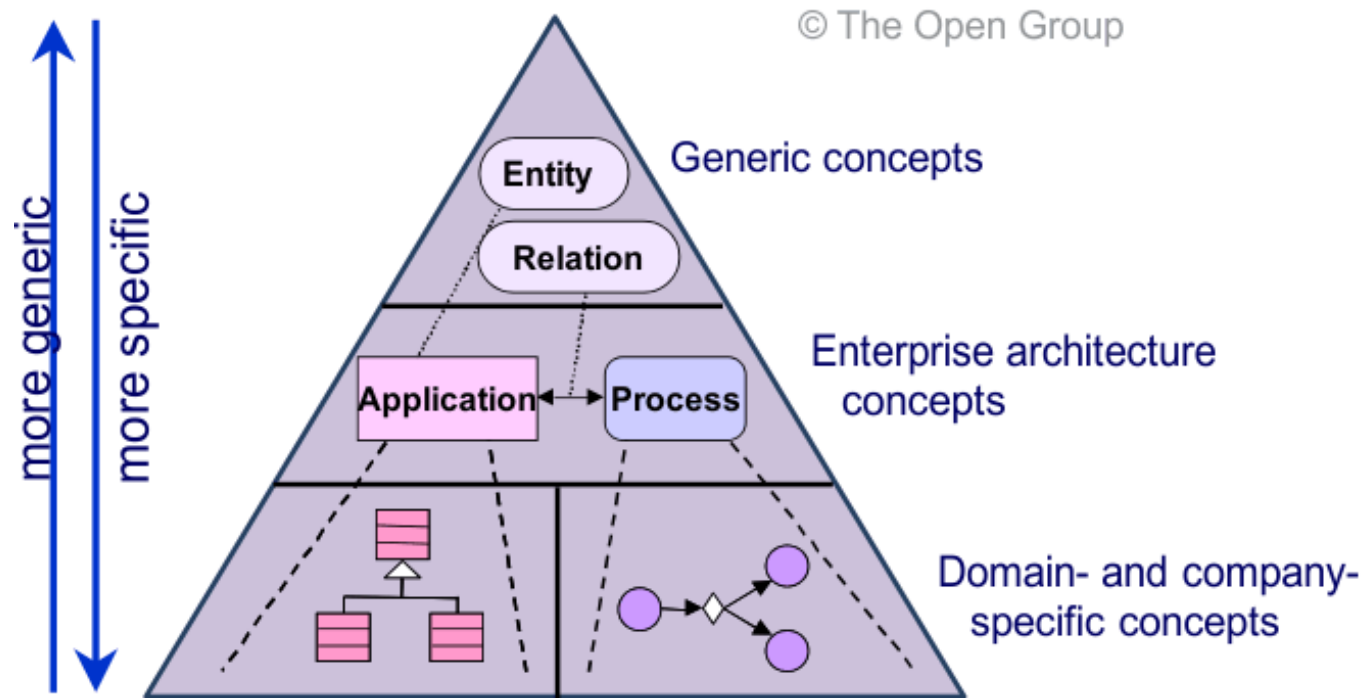 © The Open Group
more generic
more specific
Entity
Generic concepts
Relation
Enterprise architecture
concepts
Application
Process
Domain- and company-
specific concepts